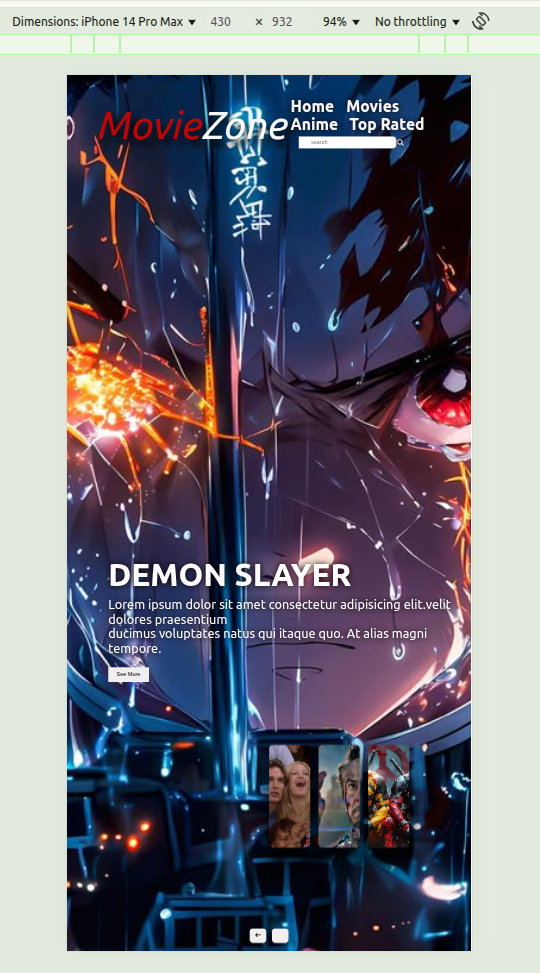 Dimensions: iPhone 14 Pro Max 430 × 932 94% No throttling
MovieZone
Home Movies
Anime Top Rated
search
DEMON SLAYER
Lorem ipsum dolor sit amet consectetur adipisicing elit.velit
dolores praesentium
ducimus voluptates natus qui itaque quo. At alias magni
tempore.
See More